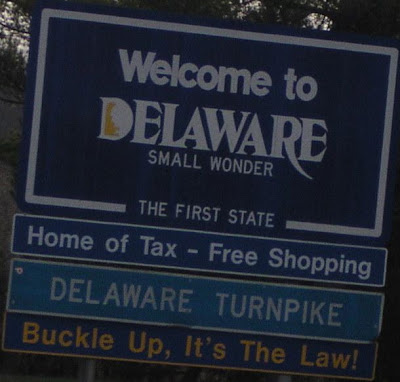 Welcome to
DELAWARE
SMALL WONDER
THE FIRST STATE
Home of Tax - Free Shopping
DELAWARE TURNPIKE
Buckle Up, It's The Law!